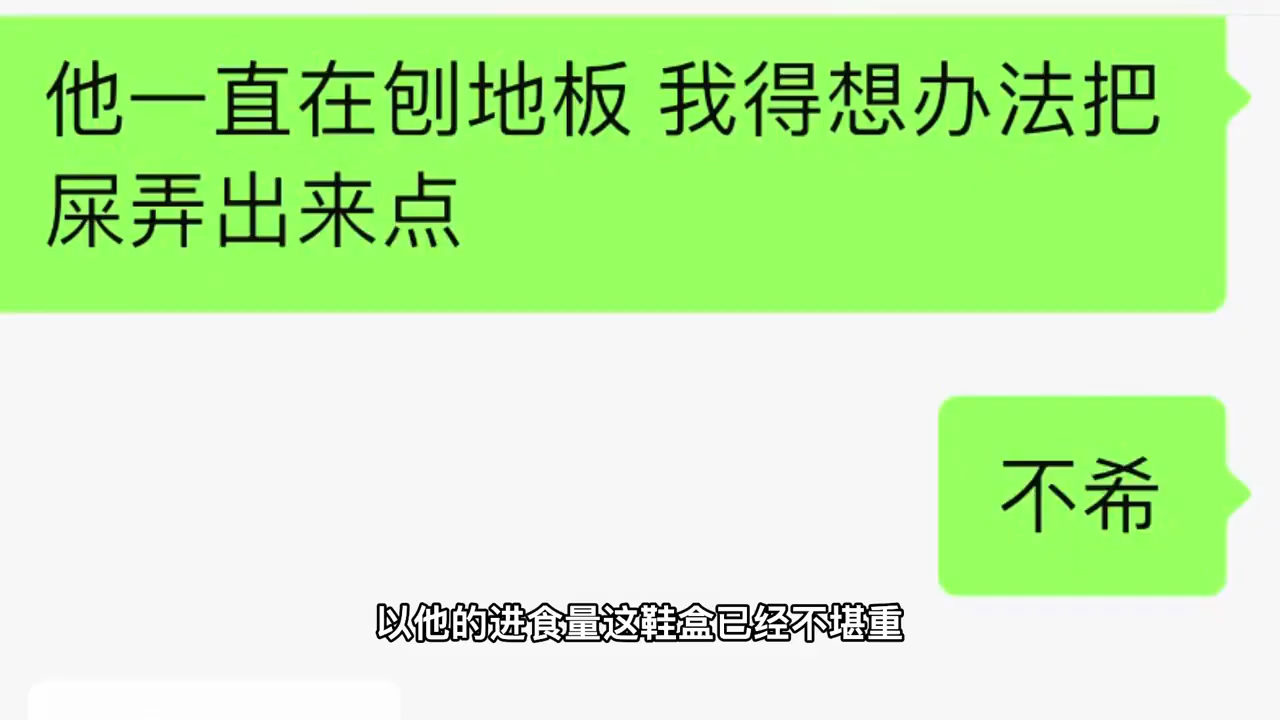 他一直在刨地板 我得想办法把
屎弄出来点
不希
以他的进食量这鞋盒已经不堪重